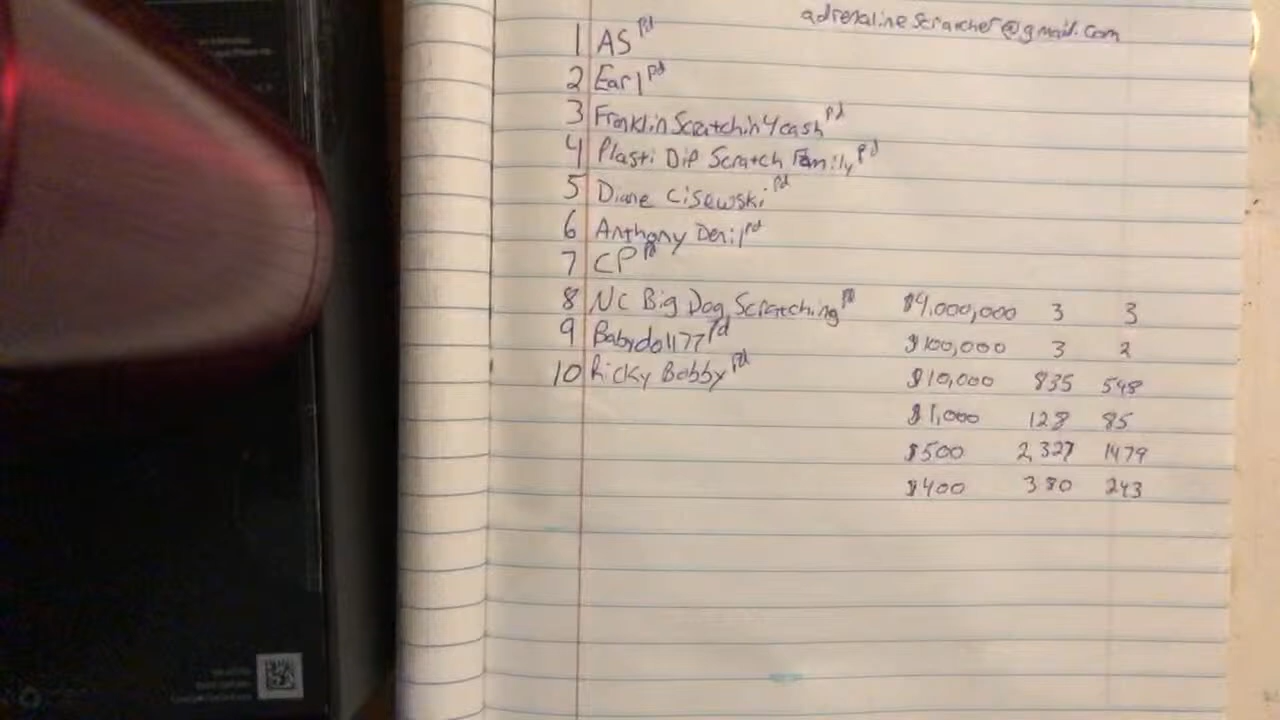 adrenalinescratcher@gmail.com
1 AS pd
2 Earl pd
3 FranklinScratchin4cash pd
4 Plasti Dip Scratch Family pd
5 Diane Cisewski pd
6 Anthony Deril pd
7 CP pd
8 NC Big Dog Scratching pd $4,000,000 3 3
9 Babydoll77 pd $100,000 3 2
10 Ricky Bobby pd $10,000 835 548
$1,000 128 85
$500 2,327 1479
$400 380 243